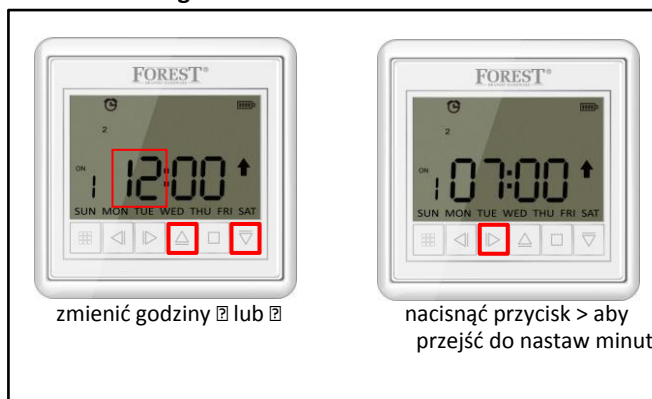 FOREST®
2
ON
1 12:00
SUN MON TUE WED THU FRI SAT
zmienić godziny ⍰ lub ⍰
FOREST®
2
ON
1 07:00
SUN MON TUE WED THU FRI SAT
nacisnąć przycisk > aby
przejść do nastaw minut